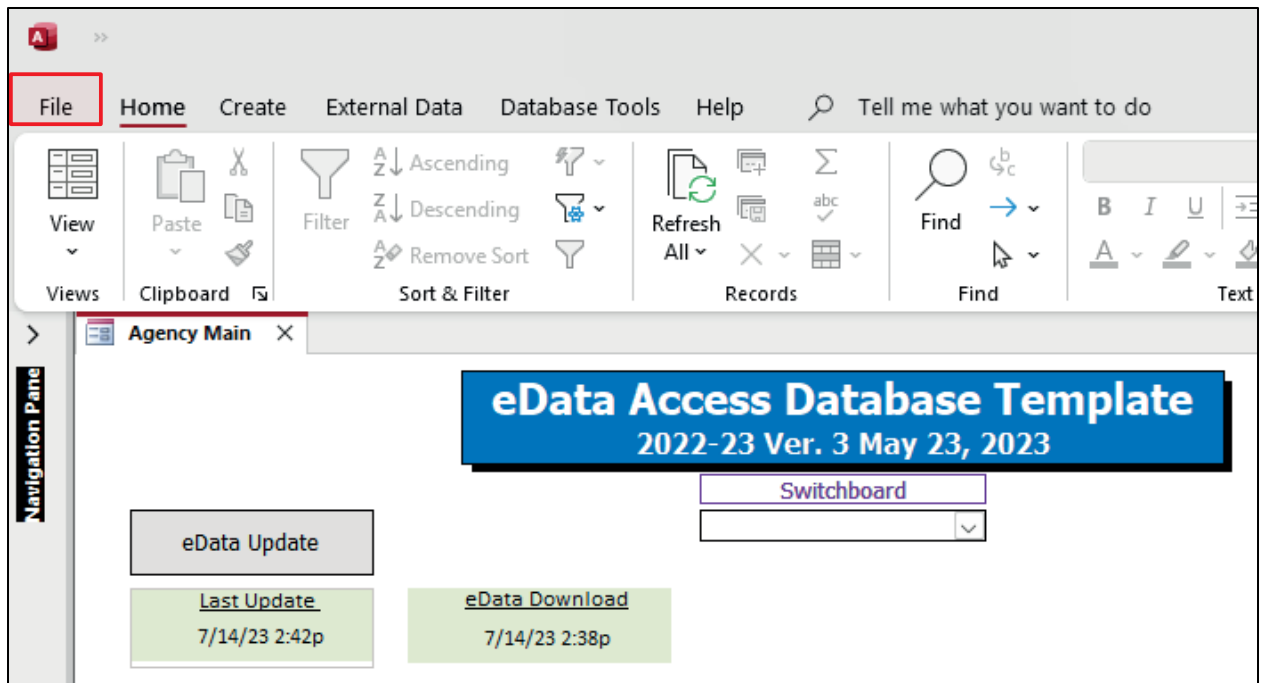 A
File Home Create External Data Database Tools Help Tell me what you want to do
View
Paste
Filter
Ascending
Descending
Remove Sort
Refresh
All
abc
Find
B I U
A
Views Clipboard Sort & Filter Records Find Text
Agency Main
Navigation Pane
eData Access Database Template
2022-23 Ver. 3 May 23, 2023
Switchboard
eData Update
Last Update
7/14/23 2:42p
eData Download
7/14/23 2:38p